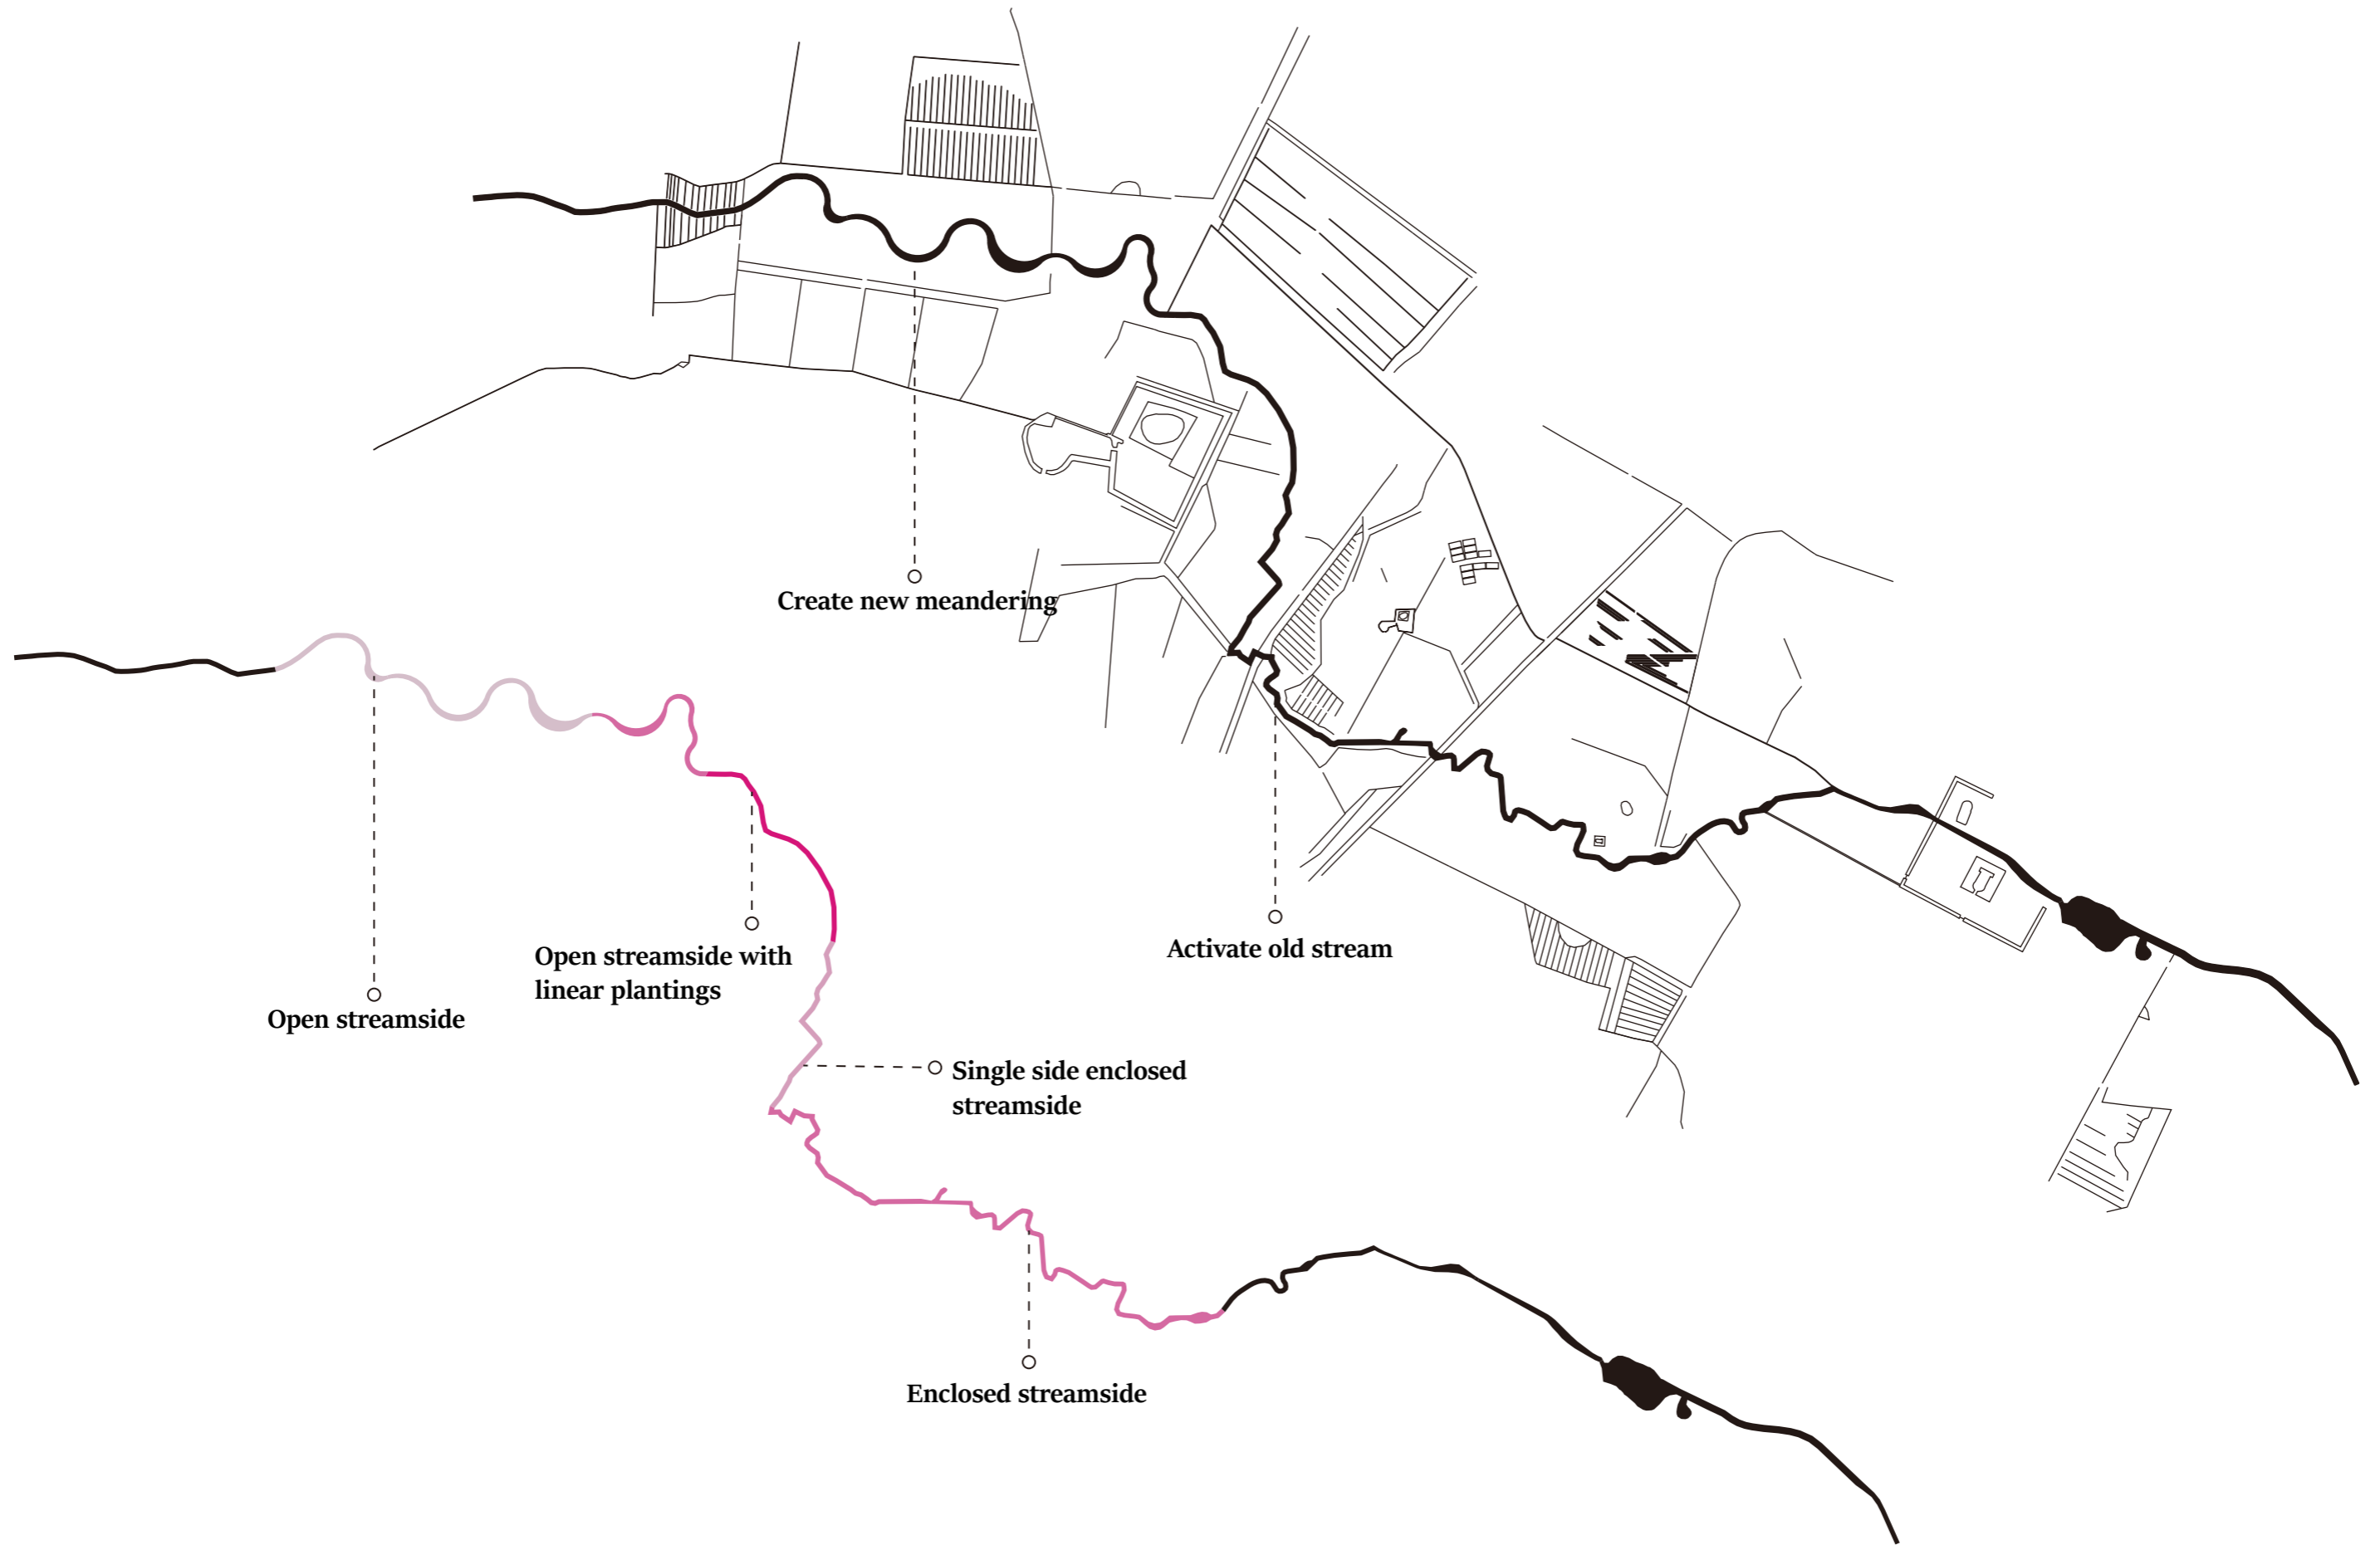 Create new meandering
Activate old stream
Open streamside with
linear plantings
Open streamside
Single side enclosed
streamside
Enclosed streamside